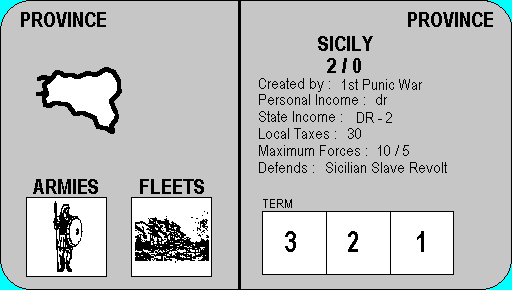 PROVINCE
ARMIES
FLEETS
PROVINCE
SICILY
2 / 0
Created by : 1st Punic War
Personal Income : dr
State Income : DR - 2
Local Taxes : 30
Maximum Forces : 10 / 5
Defends : Sicilian Slave Revolt
TERM
3 2 1